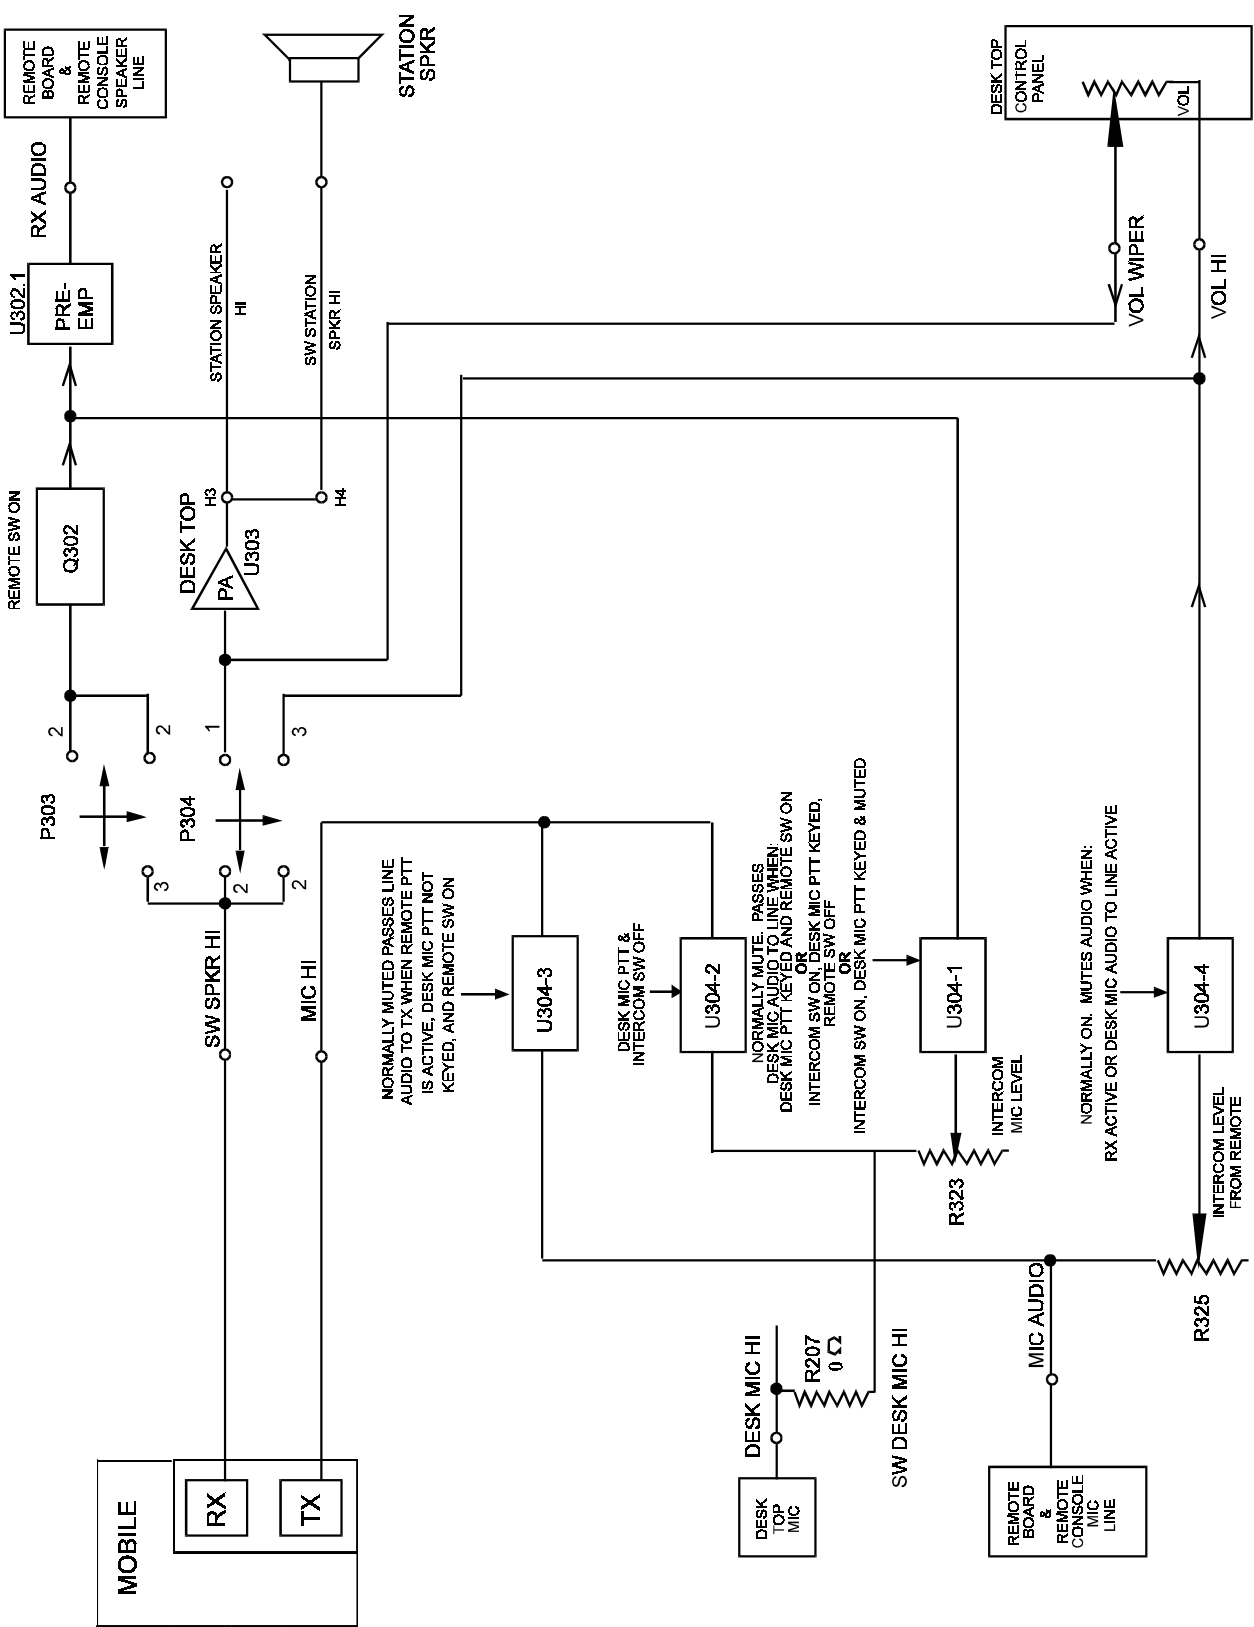 MOBILE
RX
TX
SW SPKR HI
MIC HI
P303
2
2
3
P304
1
3
2
2
REMOTE SW ON
Q302
U302.1
PRE-
EMP
RX AUDIO
REMOTE
BOARD
&
REMOTE
CONSOLE
SPEAKER
LINE
DESK TOP
PA
U303
H3
H4
STATION SPEAKER
HI
SW STATION
SPKR HI
STATION
SPKR
NORMALLY MUTED PASSES LINE
AUDIO TO TX WHEN REMOTE PTT
IS ACTIVE, DESK MIC PTT NOT
KEYED, AND REMOTE SW ON
U304-3
DESK MIC PTT &
INTERCOM SW OFF
U304-2
NORMALLY MUTE. PASSES
DESK MIC AUDIO TO LINE WHEN:
DESK MIC PTT KEYED AND REMOTE SW ON
OR
INTERCOM SW ON, DESK MIC PTT KEYED,
REMOTE SW OFF
OR
INTERCOM SW ON, DESK MIC PTT KEYED & MUTED
U304-1
INTERCOM
MIC LEVEL
R323
NORMALLY ON. MUTES AUDIO WHEN:
RX ACTIVE OR DESK MIC AUDIO TO LINE ACTIVE
U304-4
INTERCOM LEVEL
FROM REMOTE
R325
DESK
TOP
MIC
DESK MIC HI
R207
0 Ω
SW DESK MIC HI
REMOTE
BOARD
&
REMOTE
CONSOLE
MIC
LINE
MIC AUDIO
VOL WIPER
VOL HI
DESK TOP
CONTROL
PANEL
VOL